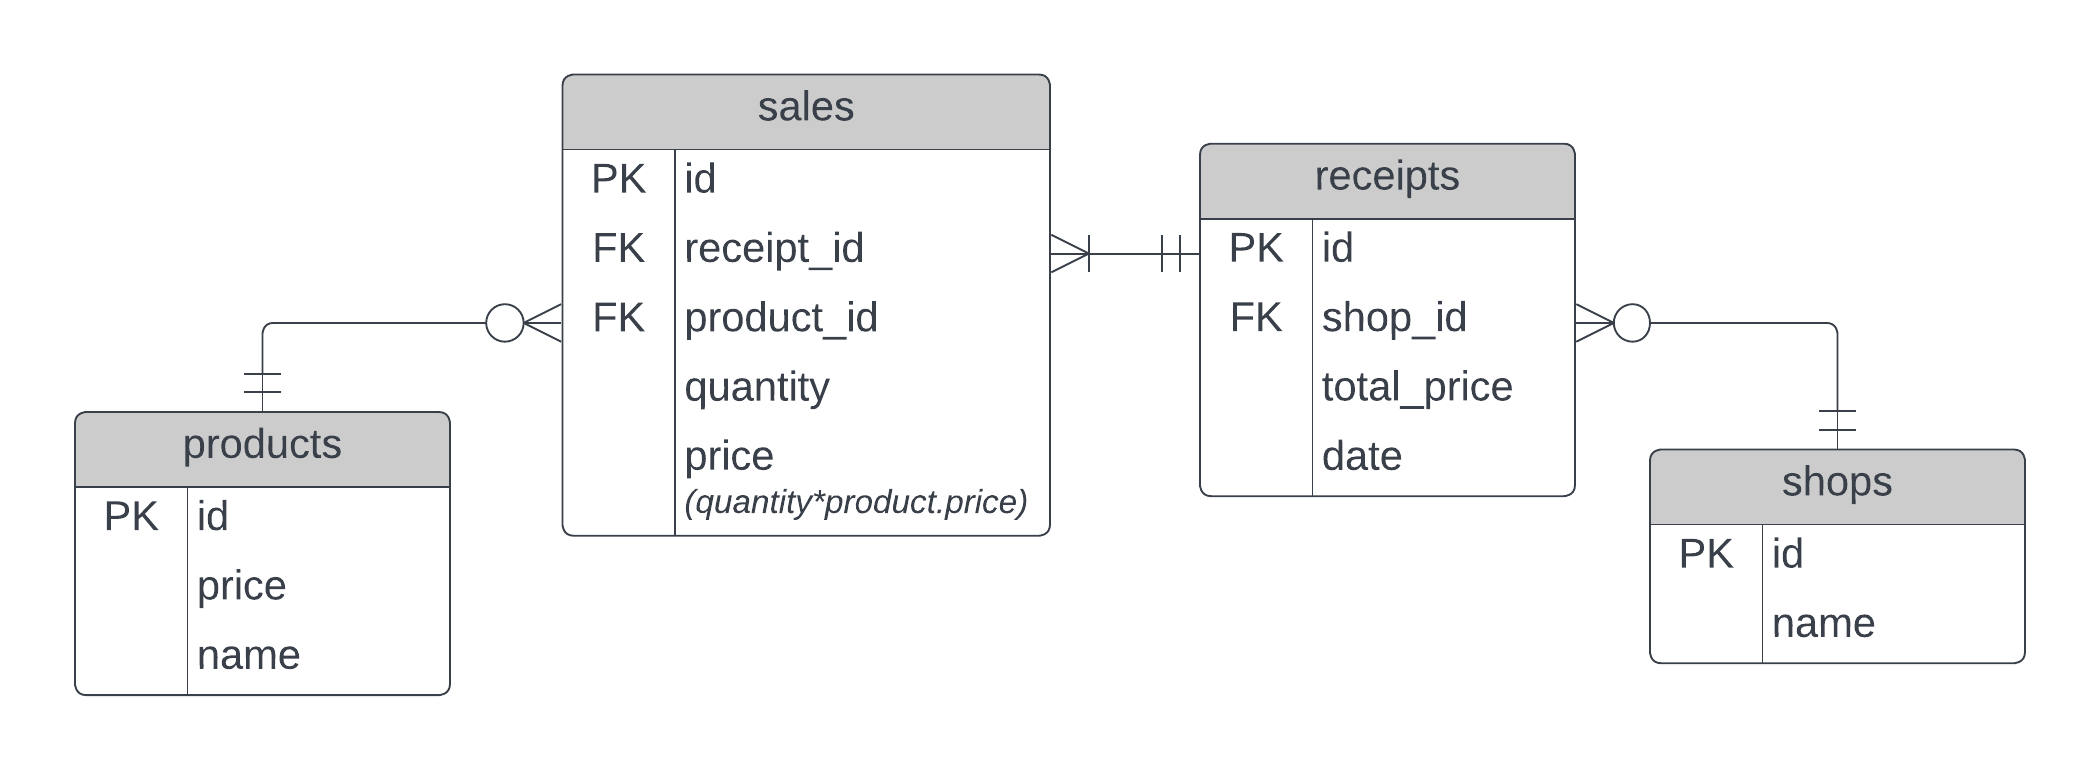 sales
PK id
FK receipt_id
FK product_id
quantity
price
(quantity*product.price)
receipts
PK id
FK shop_id
total_price
date
products
PK id
price
name
shops
PK id
name